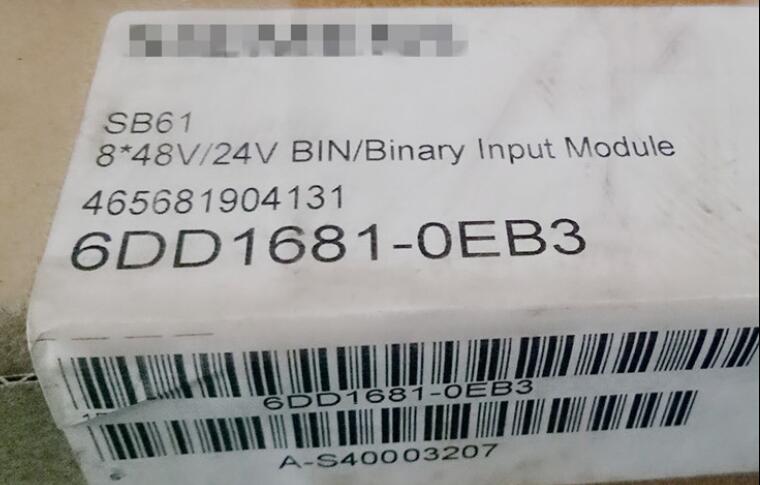 SB61
8*48V/24V BIN/Binary Input Module
465681904131
6DD1681-0EB3
6DD1681-0EB3
A-S40003207